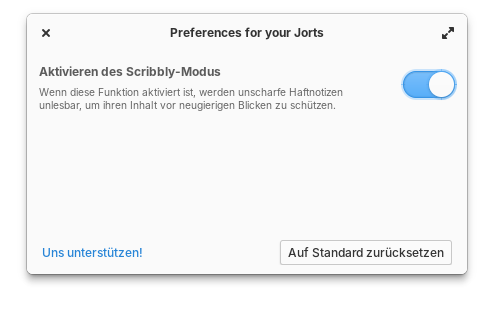 Preferences for your Jorts
Aktivieren des Scribbly-Modus
Wenn diese Funktion aktiviert ist, werden unscharfe Haftnotizen
unlesbar, um ihren Inhalt vor neugierigen Blicken zu schützen.
Uns unterstützen!
Auf Standard zurücksetzen